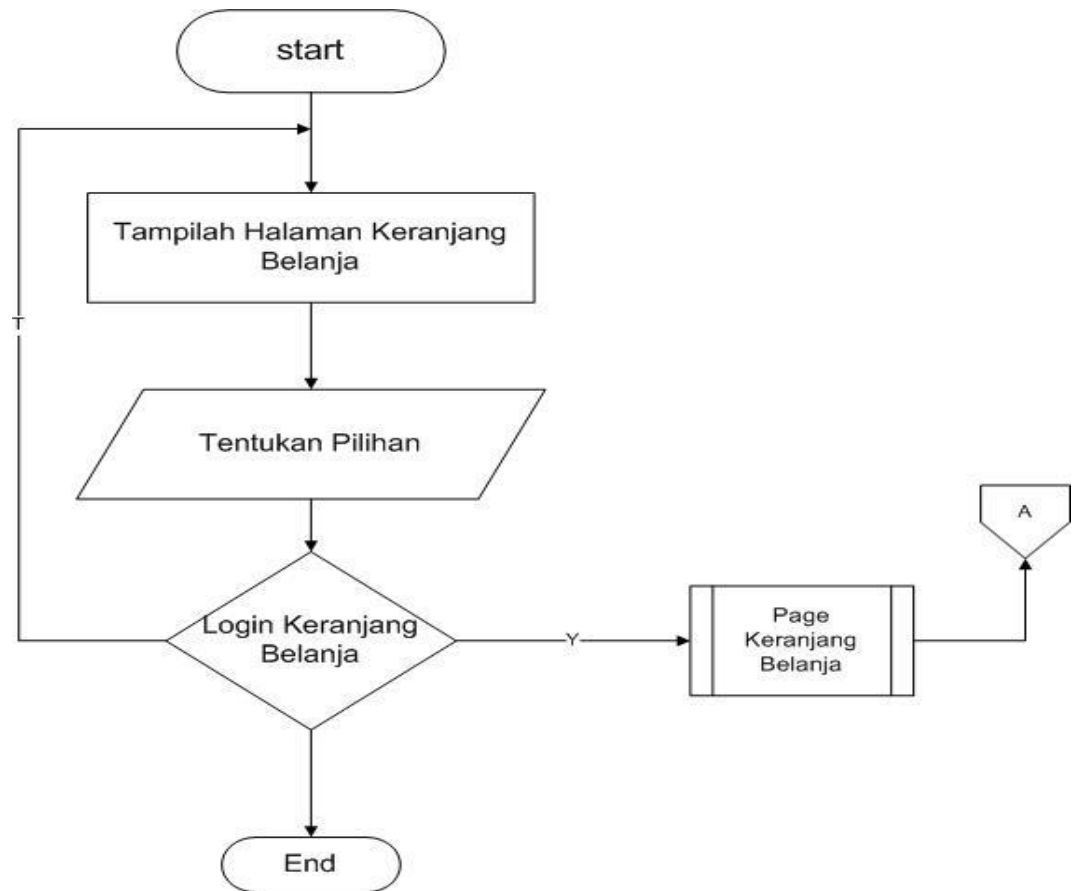 start
Tampilah Halaman Keranjang
Belanja
T
Tentukan Pilihan
A
Login Keranjang
Belanja
Y
Page
Keranjang
Belanja
End